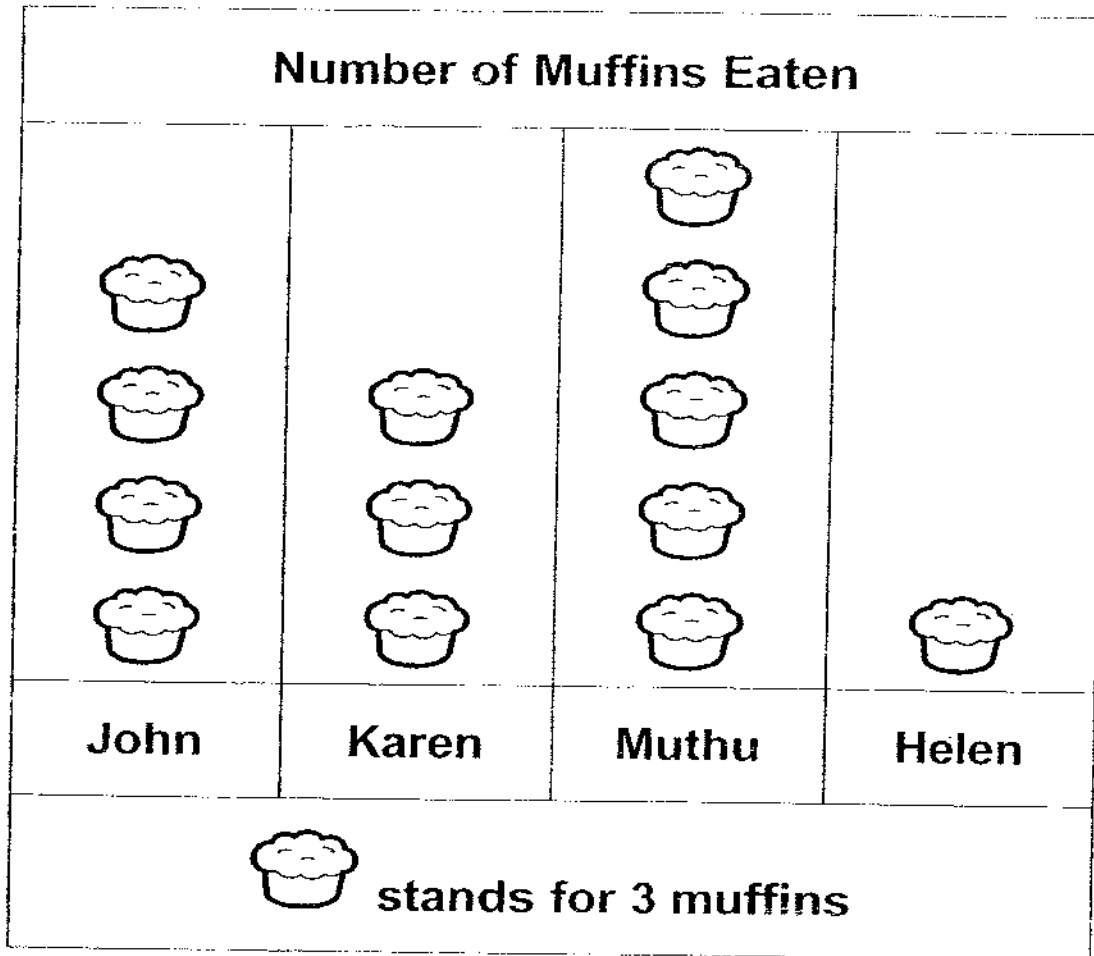 Number of Muffins Eaten
John Karen Muthu Helen
stands for 3 muffins